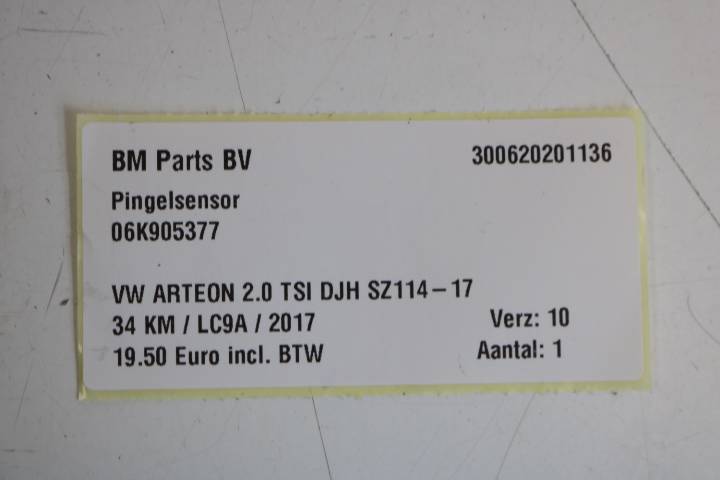 BM Parts BV 300620201136
Pingelsensor
06K905377
VW ARTEON 2.0 TSI DJH SZ114-17
34 KM / LC9A / 2017 Verz: 10
19.50 Euro incl. BTW Aantal: 1